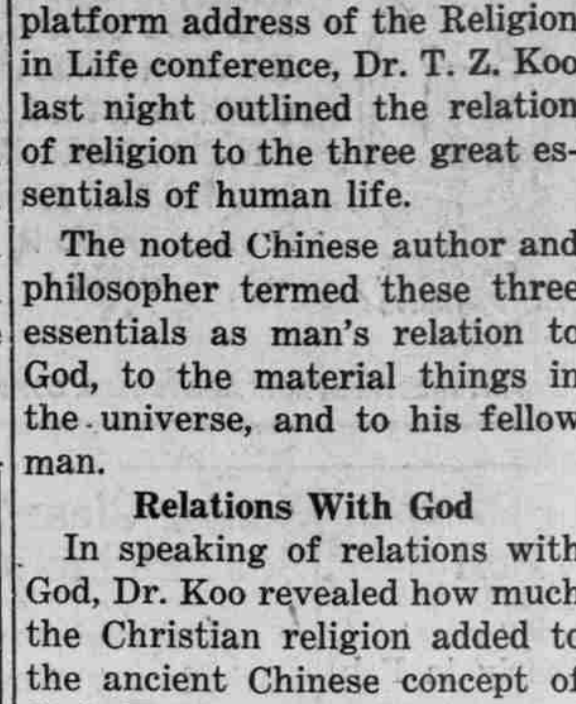 platform address of the Religion
in Life conference, Dr. T. Z. Koo
last night outlined the relation
of religion to the three great es-
sentials of human life.
The noted Chinese author and
philosopher termed these three
essentials as man's relation to
God, to the material things in
the universe, and to his fellow
man.
Relations With God
In speaking of relations with
God, Dr. Koo revealed how much
the Christian religion added to
the ancient Chinese concept of